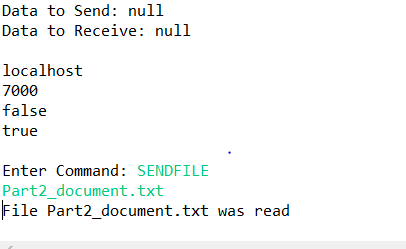 Data to Send: null
Data to Receive: null
localhost
7000
false
true
Enter Command: SENDFILE
Part2_document.txt
File Part2_document.txt was read